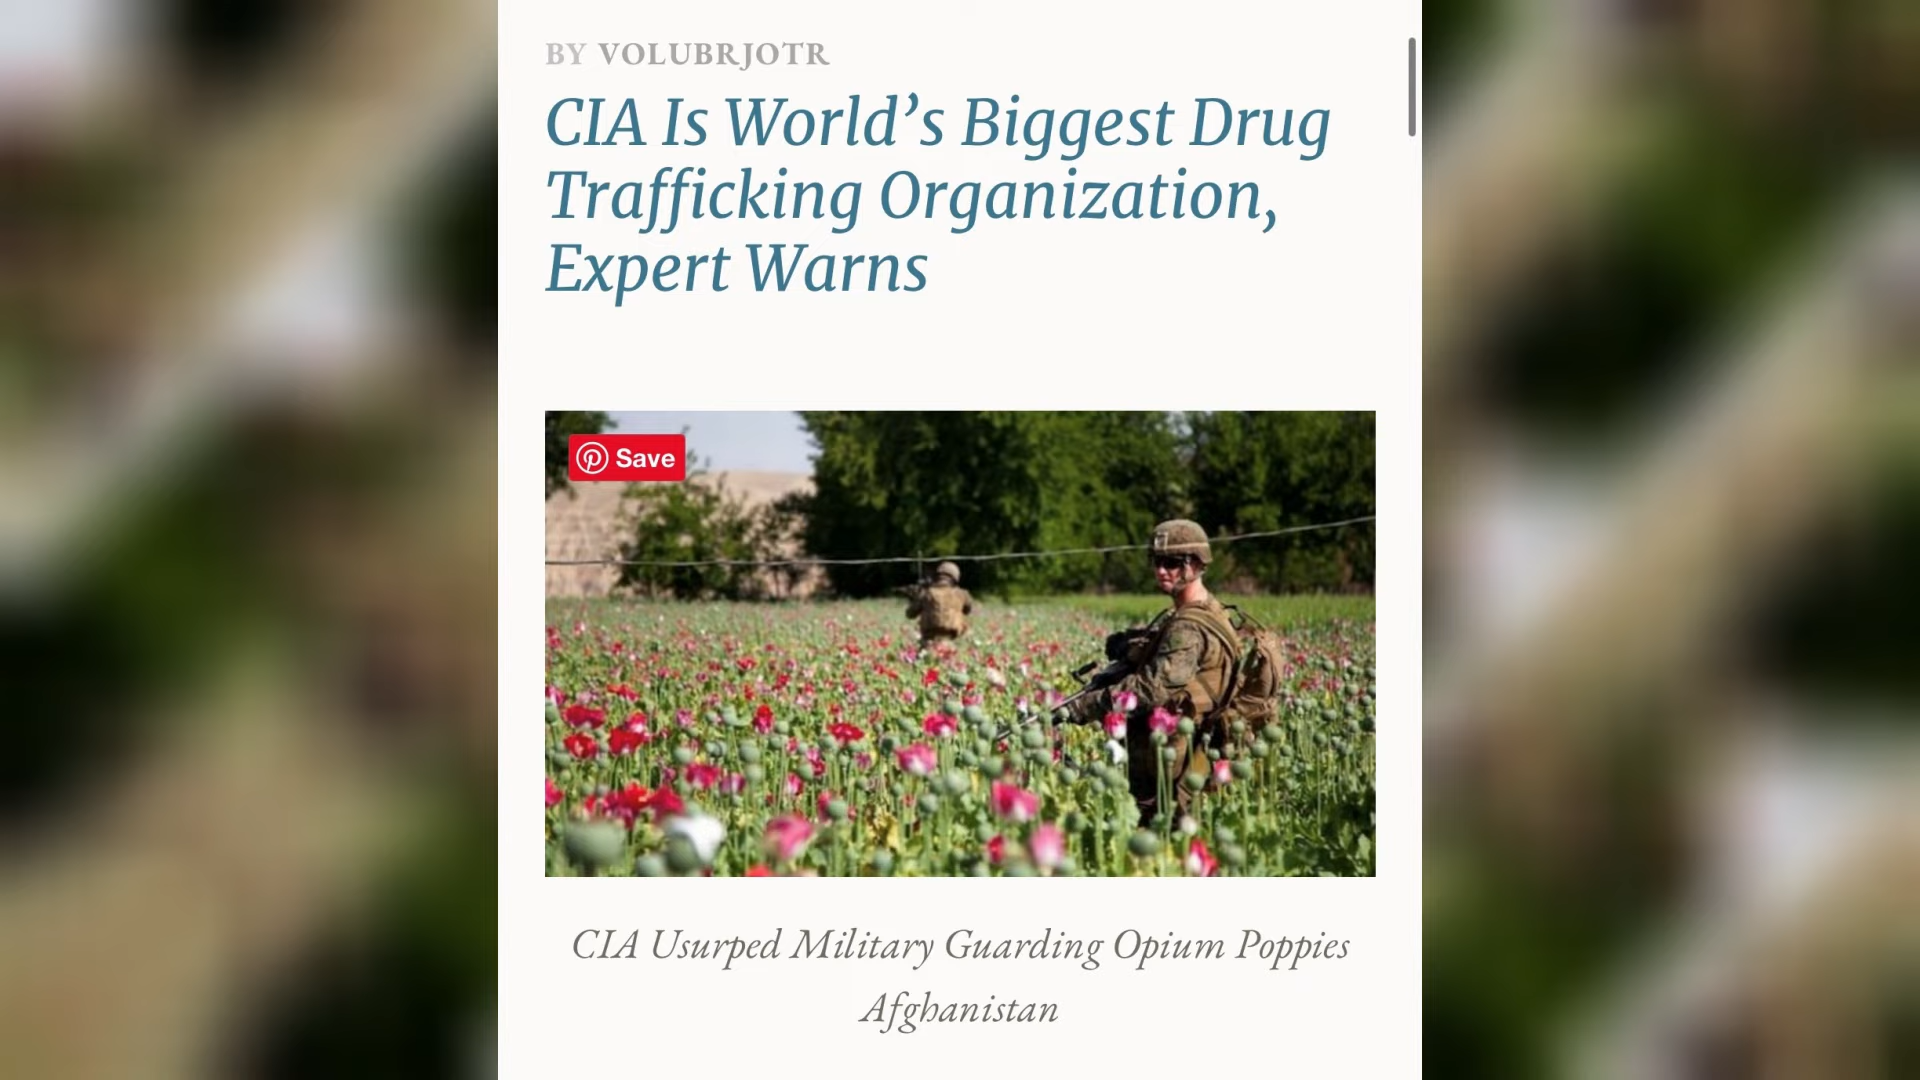 BY VOLUBRJOTR
CIA Is World’s Biggest Drug
Trafficking Organization,
Expert Warns
Save
CIA Usurped Military Guarding Opium Poppies
Afghanistan